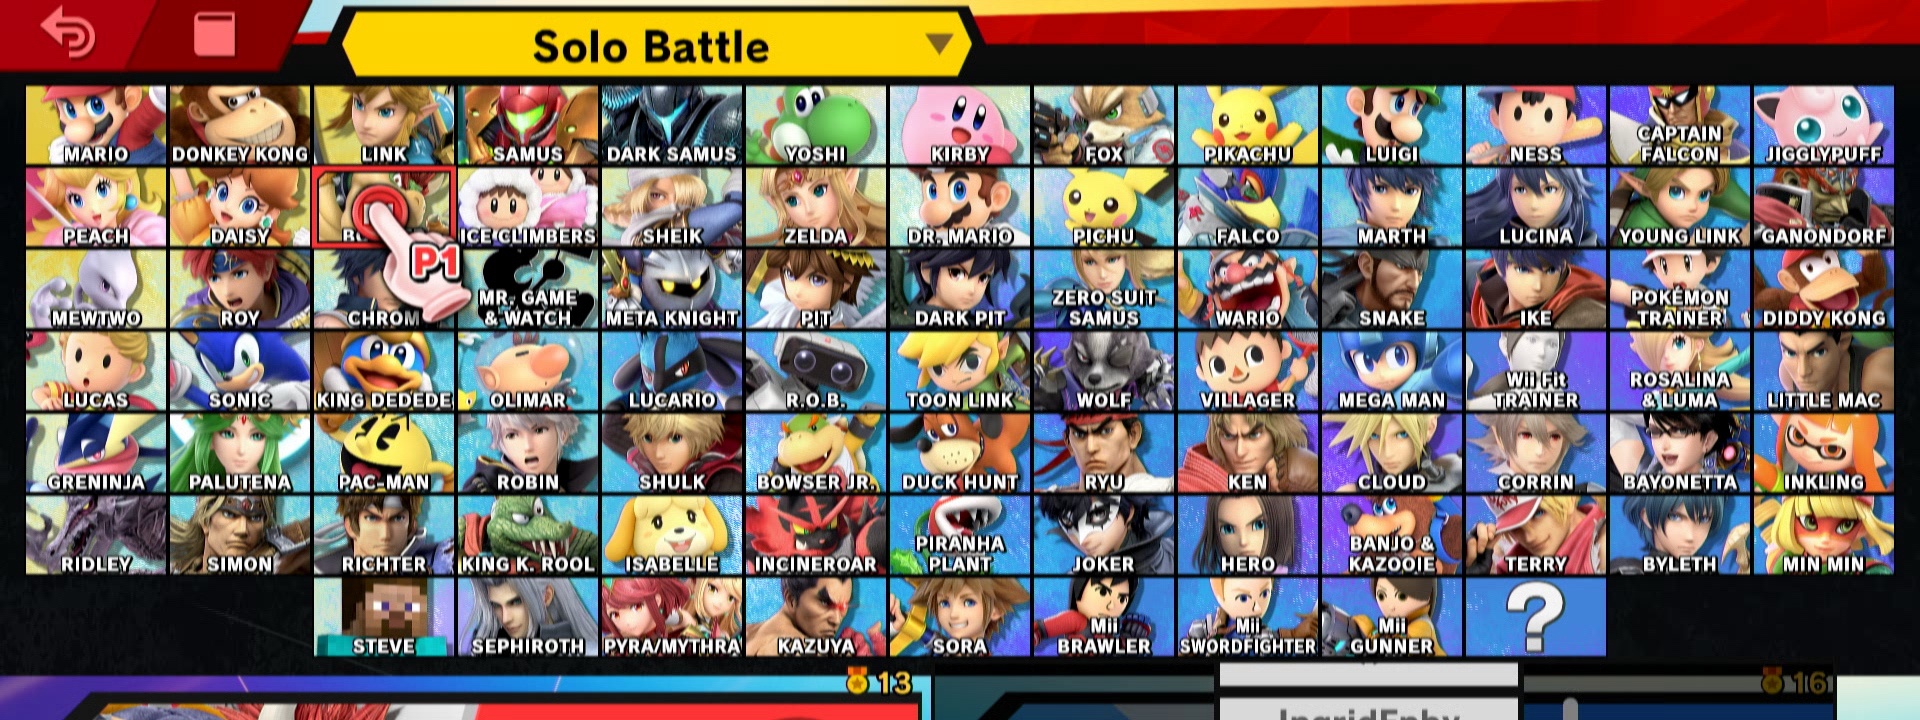 Solo Battle
MARIO
DONKEY KONG
LINK
SAMUS
DARK SAMUS
YOSHI
KIRBY
FOX
PIKACHU
LUIGI
NESS
CAPTAIN
FALCON
JIGGLYPUFF
PEACH
DAISY
ICE CLIMBERS
SHEIK
ZELDA
DR. MARIO
PICHU
FALCO
MARTH
LUCINA
YOUNG LINK
GANONDORF
P1
MEWTWO
ROY
CHROM
MR. GAME
& WATCH
META KNIGHT
PIT
DARK PIT
ZERO SUIT
SAMUS
WARIO
SNAKE
IKE
POKÉMON
TRAINER
DIDDY KONG
LUCAS
SONIC
KING DEDEDE
OLIMAR
LUCARIO
R.O.B.
TOON LINK
WOLF
VILLAGER
MEGA MAN
Wii Fit
TRAINER
ROSALINA
& LUMA
LITTLE MAC
GRENINJA
PALUTENA
PAC-MAN
ROBIN
SHULK
BOWSER JR.
DUCK HUNT
RYU
KEN
CLOUD
CORRIN
BAYONETTA
INKLING
RIDLEY
SIMON
RICHTER
KING K. ROOL
ISABELLE
INCINEROAR
PIRANHA
PLANT
JOKER
HERO
BANJO &
KAZOOIE
TERRY
BYLETH
MIN MIN
STEVE
SEPHIROTH
PYRA/MYTHRA
KAZUYA
SORA
Mii
BRAWLER
Mii
SWORDFIGHTER
Mii
GUNNER
?
13
16